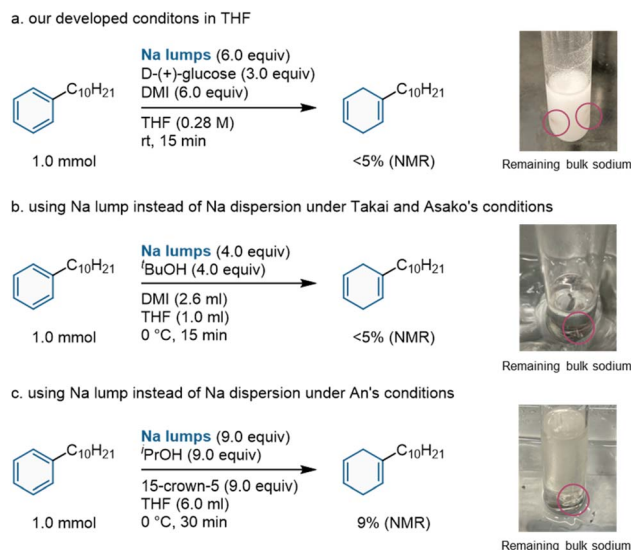 a. our developed conditons in THF
Na lumps (6.0 equiv)
D-(+)-glucose (3.0 equiv)
DMI (6.0 equiv)
THF (0.28 M)
rt, 15 min
C10H21
1.0 mmol
C10H21
<5% (NMR)
Remaining bulk sodium
b. using Na lump instead of Na dispersion under Takai and Asako's conditions
Na lumps (4.0 equiv)
tBuOH (4.0 equiv)
DMI (2.6 ml)
THF (1.0 ml)
0 °C, 15 min
C10H21
1.0 mmol
C10H21
<5% (NMR)
Remaining bulk sodium
c. using Na lump instead of Na dispersion under An's conditions
Na lumps (9.0 equiv)
iPrOH (9.0 equiv)
15-crown-5 (9.0 equiv)
THF (6.0 ml)
0 °C, 30 min
C10H21
1.0 mmol
C10H21
9% (NMR)
Remaining bulk sodium